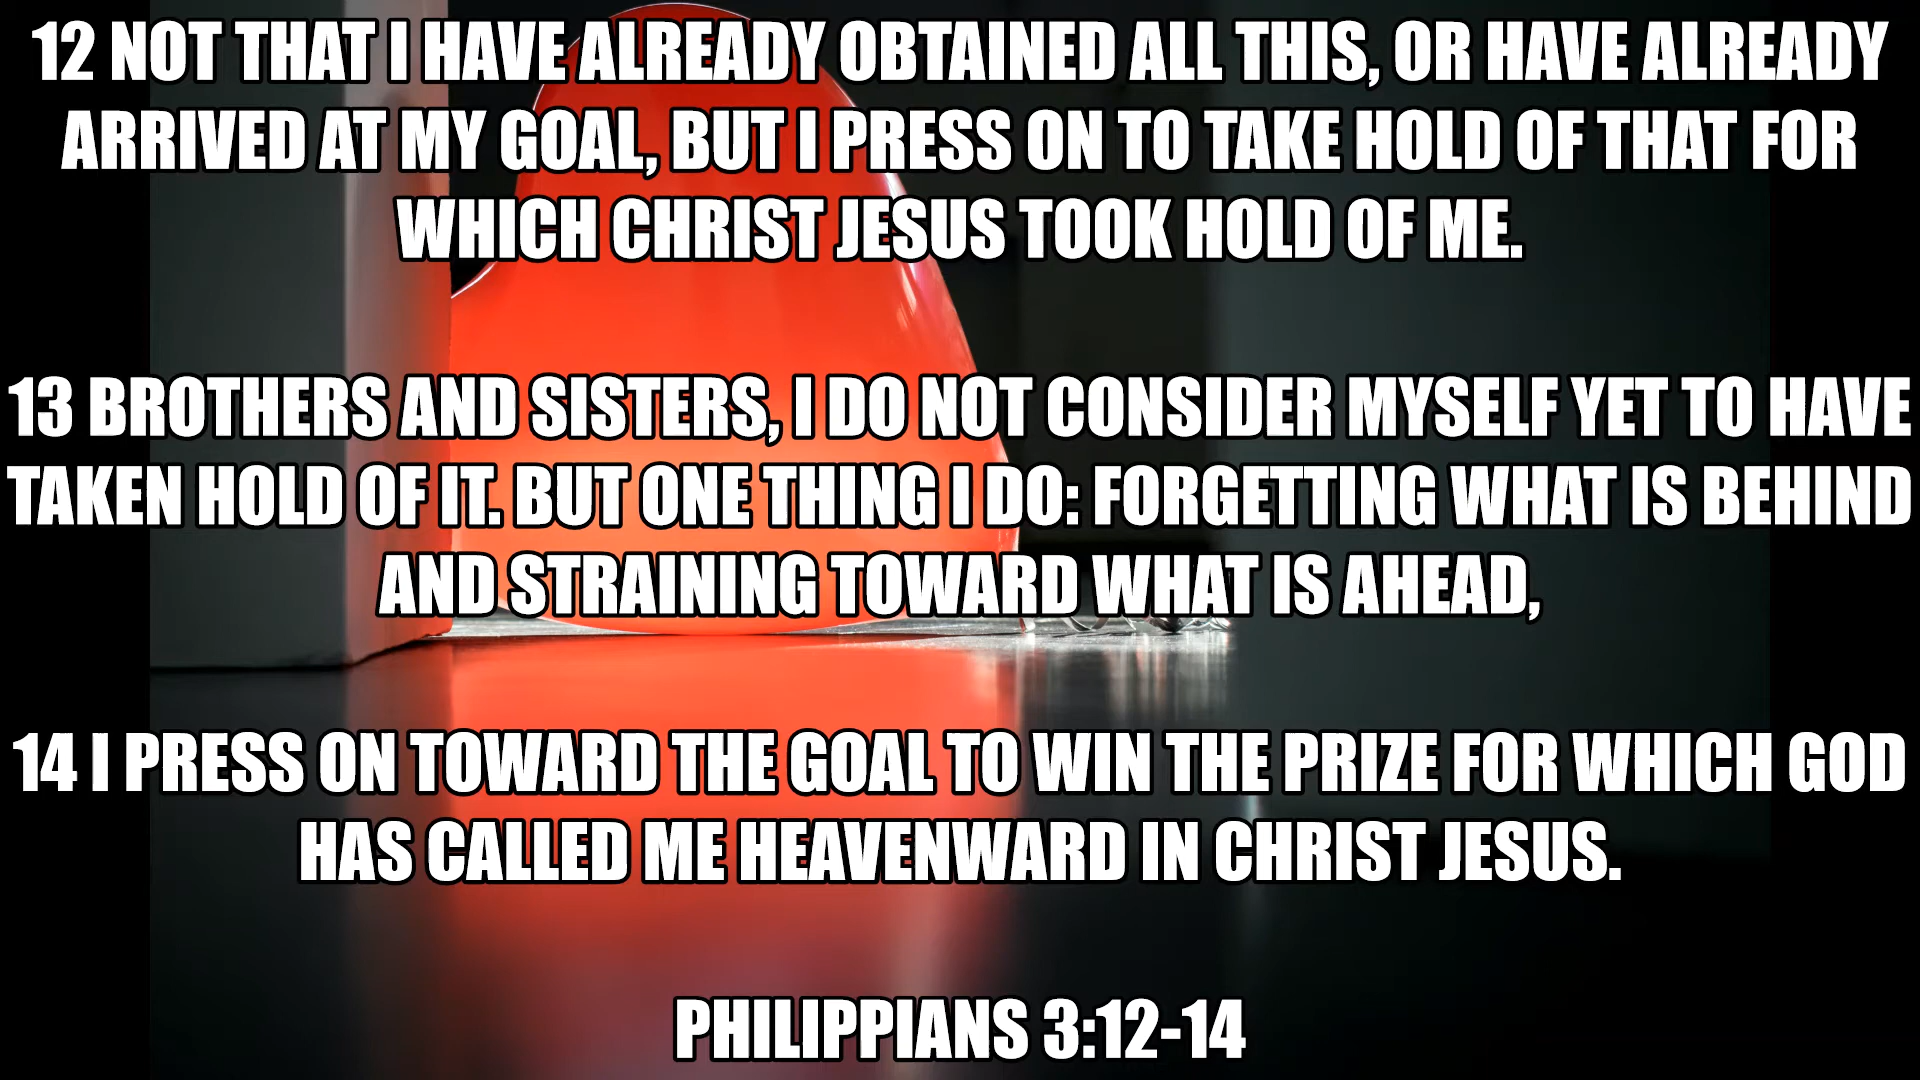 12 NOT THAT I HAVE ALREADY OBTAINED ALL THIS, OR HAVE ALREADY
ARRIVED AT MY GOAL, BUT I PRESS ON TO TAKE HOLD OF THAT FOR
WHICH CHRIST JESUS TOOK HOLD OF ME.
13 BROTHERS AND SISTERS, I DO NOT CONSIDER MYSELF YET TO HAVE
TAKEN HOLD OF IT. BUT ONE THING I DO: FORGETTING WHAT IS BEHIND
AND STRAINING TOWARD WHAT IS AHEAD,
14 I PRESS ON TOWARD THE GOAL TO WIN THE PRIZE FOR WHICH GOD
HAS CALLED ME HEAVENWARD IN CHRIST JESUS.
PHILIPPIANS 3:12-14